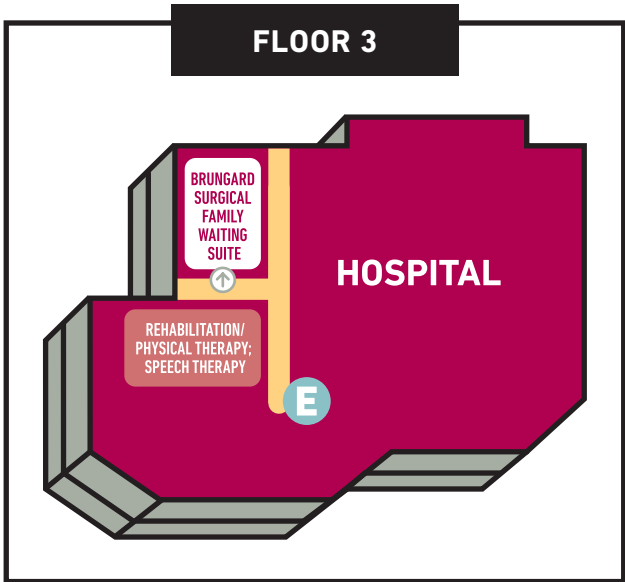 FLOOR 3
BRUNGARD
SURGICAL
FAMILY
WAITING
SUITE
HOSPITAL
REHABILITATION/
PHYSICAL THERAPY;
SPEECH THERAPY
E